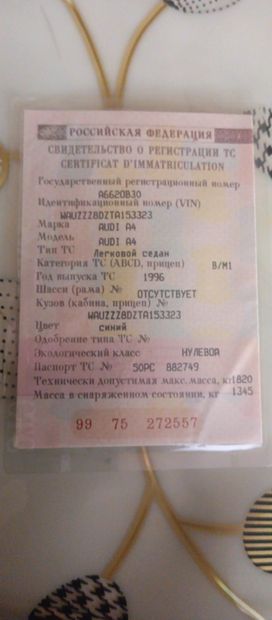 РОССИЙСКАЯ ФЕДЕРАЦИЯ
СВИДЕТЕЛЬСТВО О РЕГИСТРАЦИИ ТС
CERTIFICAT D'IMMATRICULATION
Государственный регистрационный номер
А662ОВ30
Идентификационный номер (VIN)
WAUZZZ8DZTA153323
Марка AUDI A4
Модель AUDI A4
Тип ТС Легковой седан
Категория ТС (ABCD, прицеп) B/M1
Год выпуска ТС 1996
Шасси (рама) № ОТСУТСТВУЕТ
Кузов (кабина, прицеп) №
WAUZZZ8DZTA153323
Цвет синий
Одобрение типа ТС №
Экологический класс НУЛЕВОЙ
Паспорт ТС № 50РС 882749
Технически допустимая макс. масса, кг 1820
Масса в снаряженном состоянии, кг 1345
99 75 272557